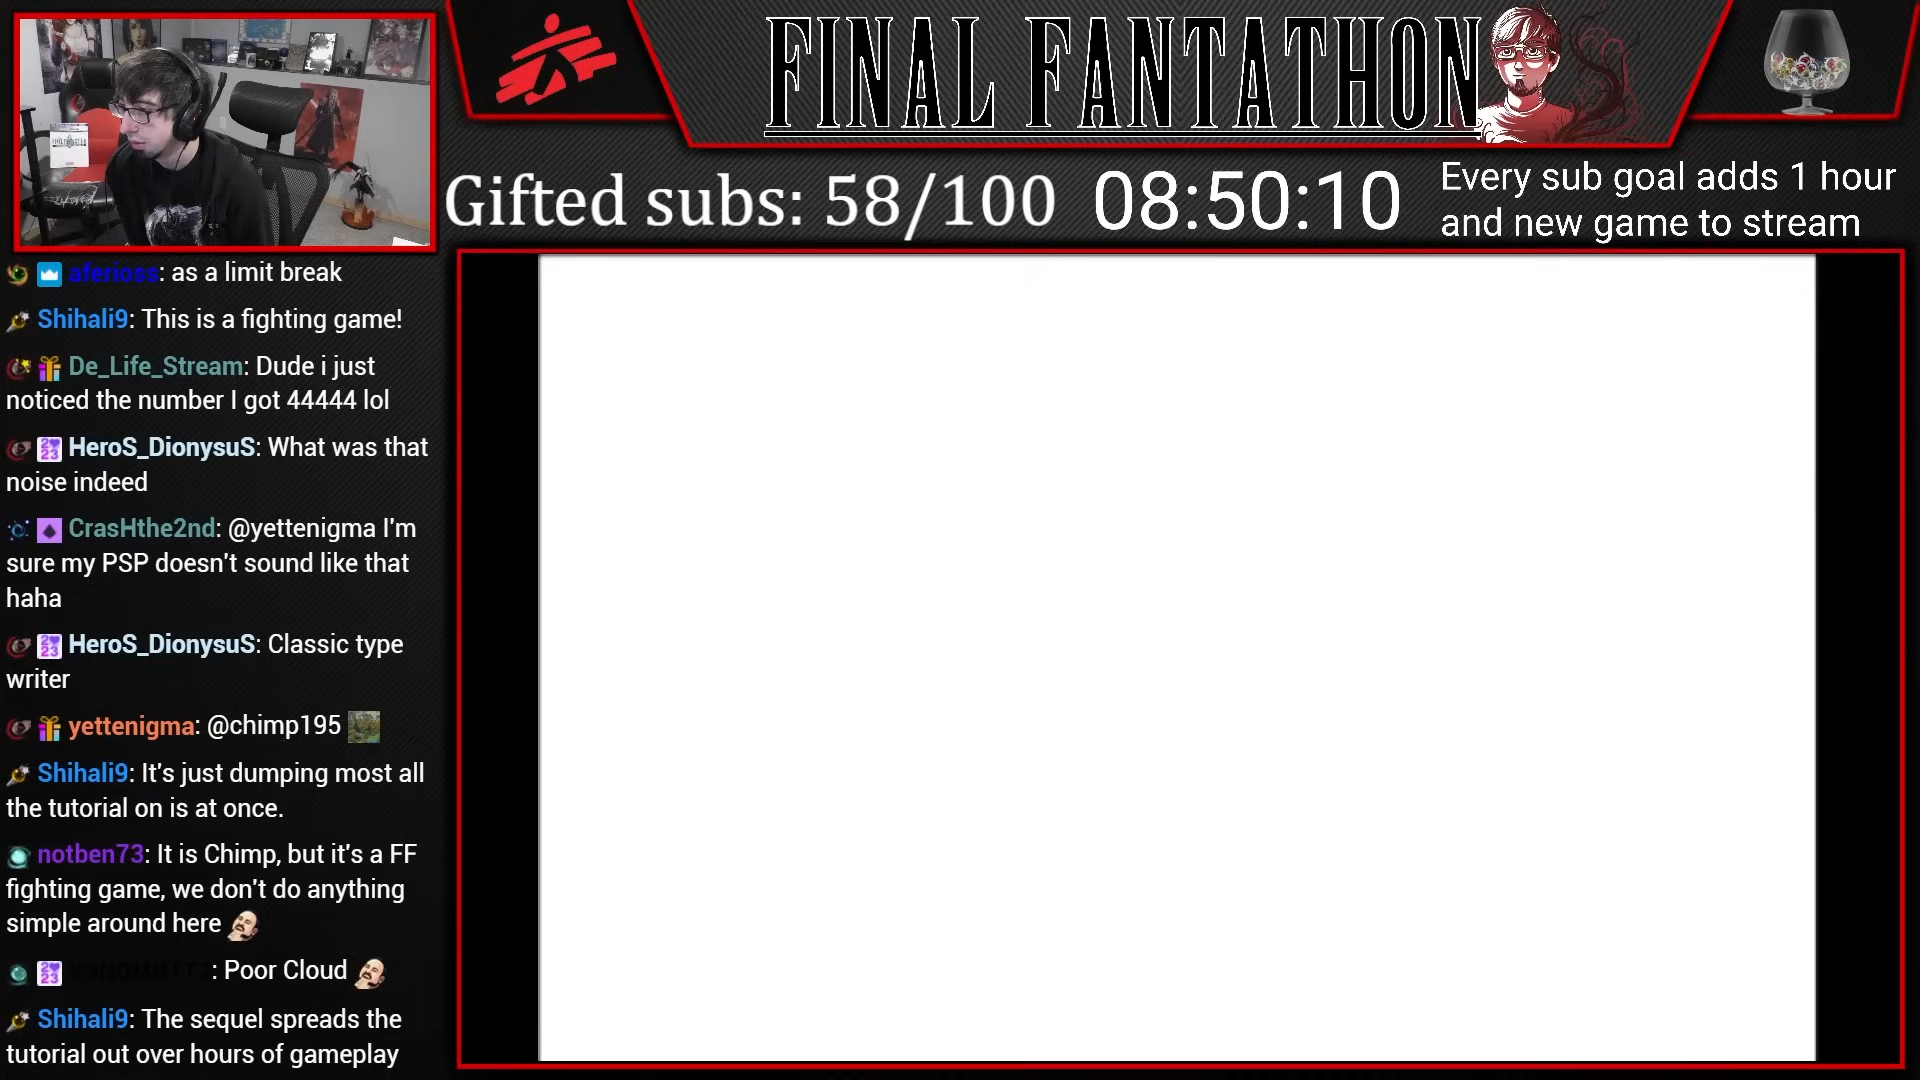 FINAL FANTATHON
Gifted subs: 58/100
08:50:10
Every sub goal adds 1 hour
and new game to stream
aferioss: as a limit break
Shihali9: This is a fighting game!
De_Life_Stream: Dude i just
noticed the number I got 44444 lol
HeroS_DionysuS: What was that
noise indeed
CrasHthe2nd: @yettenigma I'm
sure my PSP doesn't sound like that
haha
HeroS_DionysuS: Classic type
writer
yettenigma: @chimp195
Shihali9: It's just dumping most all
the tutorial on is at once.
notben73: It is Chimp, but it's a FF
fighting game, we don't do anything
simple around here
: Poor Cloud
Shihali9: The sequel spreads the
tutorial out over hours of gameplay